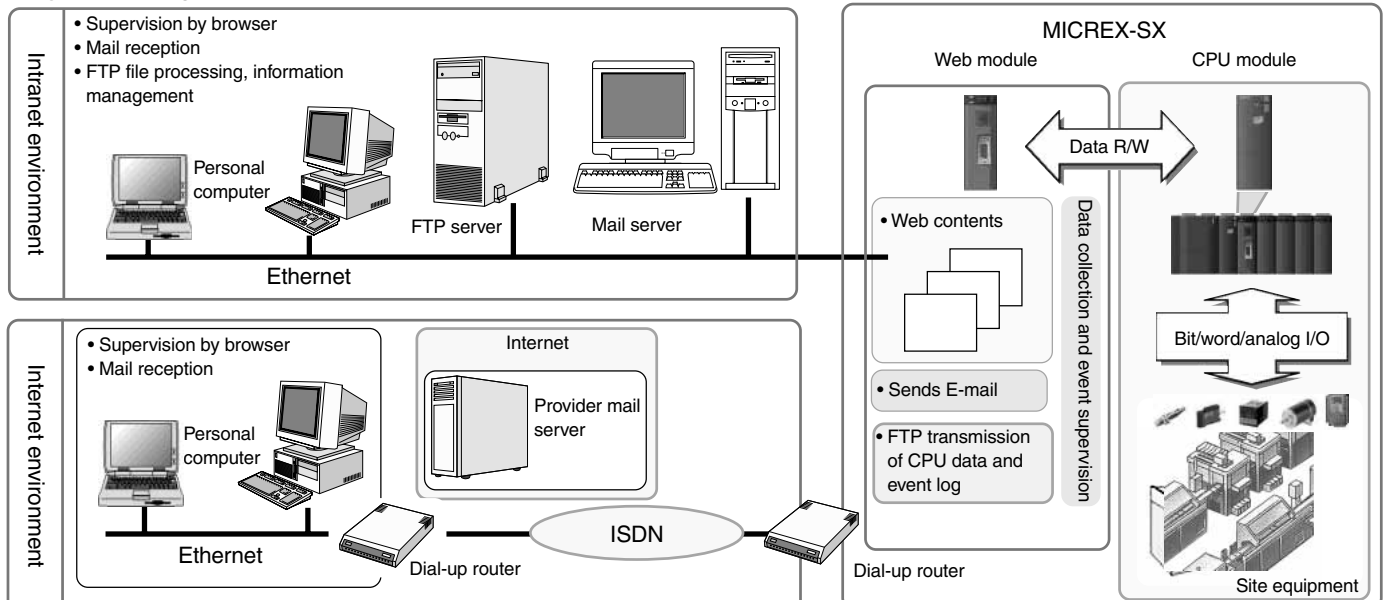 Intranet environment
• Supervision by browser
• Mail reception
• FTP file processing, information
management
Personal
computer
FTP server
Mail server
Ethernet
Internet environment
• Supervision by browser
• Mail reception
Personal
computer
Ethernet
Internet
Provider mail
server
ISDN
Dial-up router
Dial-up router
MICREX-SX
Web module
CPU module
Data R/W
• Web contents
• Sends E-mail
• FTP transmission
of CPU data and
event log
Data collection and event supervision
Bit/word/analog I/O
Site equipment